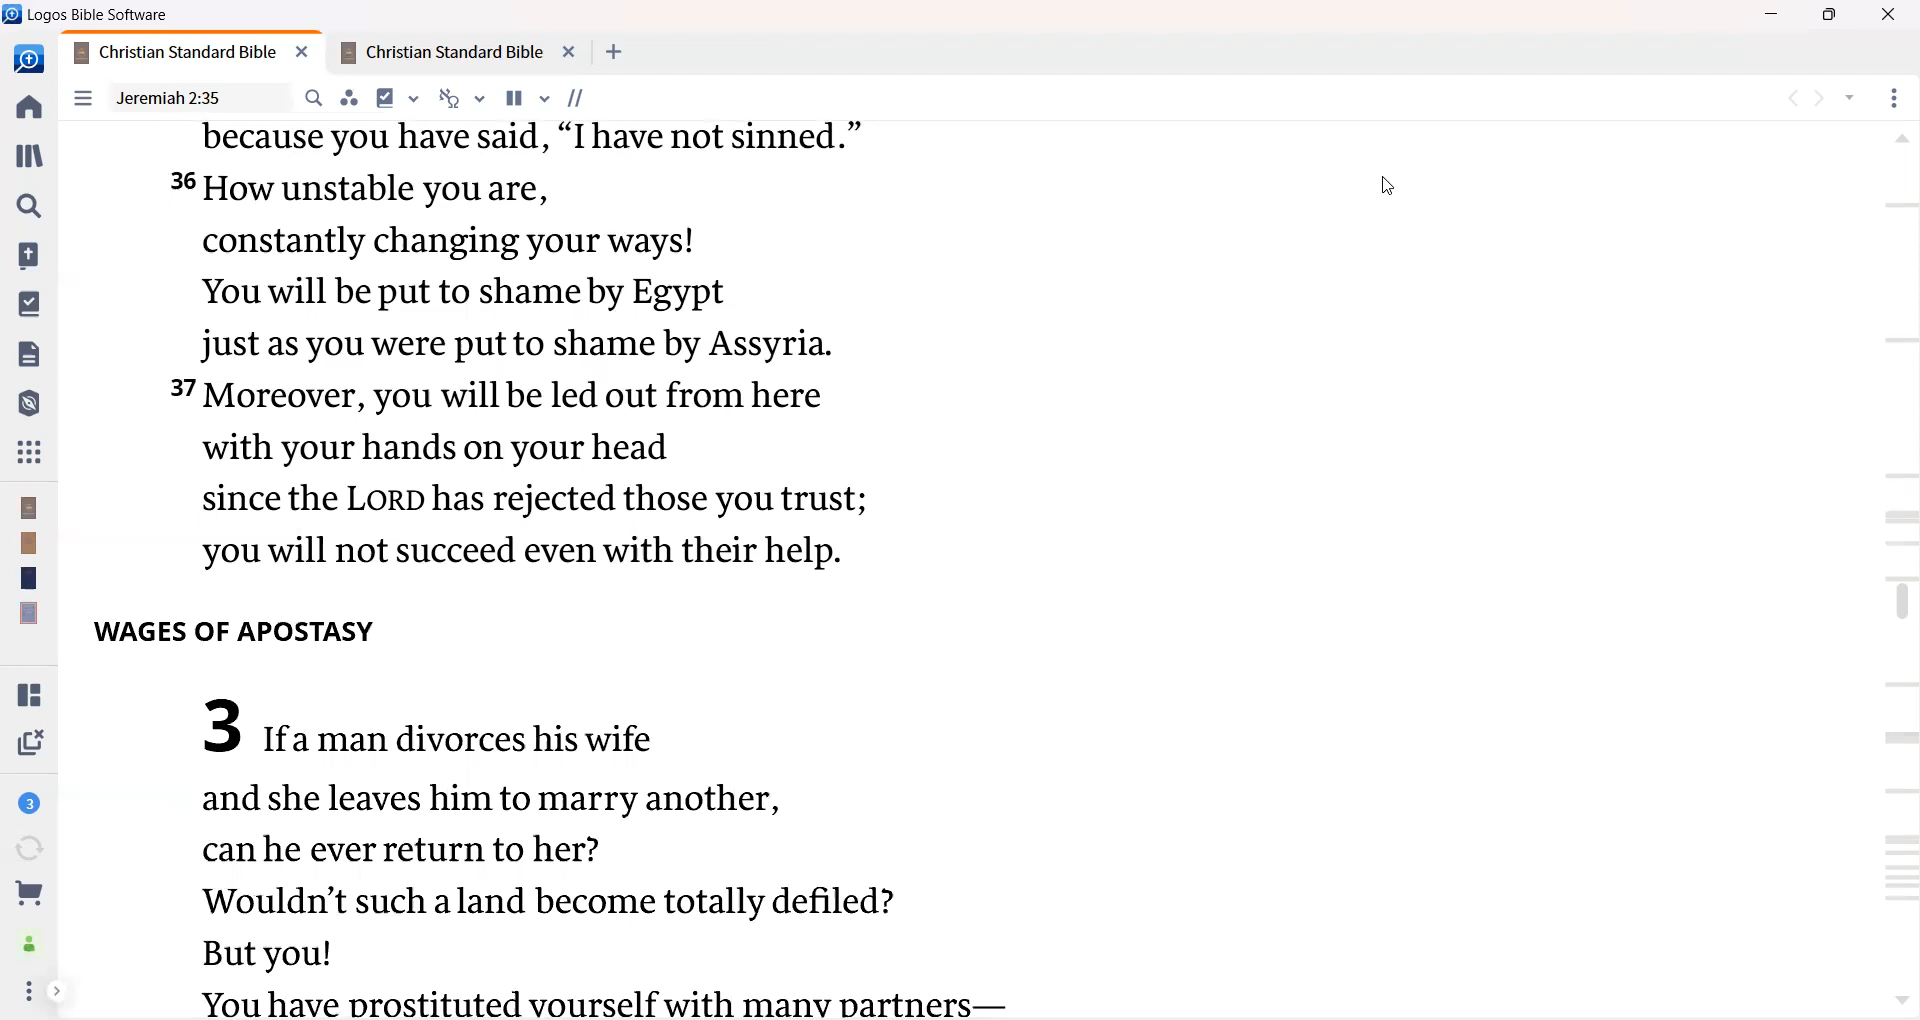 Logos Bible Software
Christian Standard Bible
Christian Standard Bible
Jeremiah 2:35
because you have said, “I have not sinned.”
36 How unstable you are,
constantly changing your ways!
You will be put to shame by Egypt
just as you were put to shame by Assyria.
37 Moreover, you will be led out from here
with your hands on your head
since the LORD has rejected those you trust;
you will not succeed even with their help.
WAGES OF APOSTASY
3 If a man divorces his wife
and she leaves him to marry another,
can he ever return to her?
Wouldn’t such a land become totally defiled?
But you!
You have prostituted yourself with many partners—
3